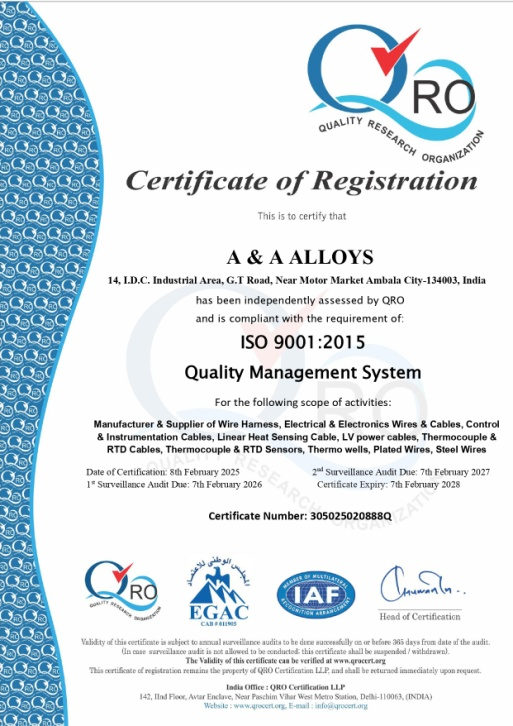 QRO
QUALITY RESEARCH ORGANIZATION
Certificate of Registration
This is to certify that
A & A ALLOYS
14, I.D.C. Industrial Area, G.T Road, Near Motor Market Ambala City-134003, India
has been independently assessed by QRO
and is compliant with the requirement of:
ISO 9001:2015
Quality Management System
For the following scope of activities:
Manufacturer & Supplier of Wire Harness, Electrical & Electronics Wires & Cables, Control
& Instrumentation Cables, Linear Heat Sensing Cable, LV power cables, Thermocouple &
RTD Cables, Thermocouple & RTD Sensors, Thermo wells, Plated Wires, Steel Wires
Date of Certification: 8th February 2025 2nd Surveillance Audit Due: 7th February 2027
1st Surveillance Audit Due: 7th February 2026 Certificate Expiry: 7th February 2028
Certificate Number: 305025020888Q
QRO
QUALITY RESEARCH ORGANIZATION
المجلس الوطني للاعتماد
EGAC
CAB # 011905
MEMBER OF MULTILATERAL
IAF
RECOGNITION ARRANGEMENT
Head of Certification
Validity of this certificate is subject to annual surveillance audits to be done successfully on or before 365 days from date of the audit.
(In case surveillance audit is not allowed to be conducted; this certificate shall be suspended / withdrawn).
The Validity of this certificate can be verified at www.qrocert.org
This certificate of registration remains the property of QRO Certification LLP, and shall be returned immediately upon request.
India Office : QRO Certification LLP
142, IInd Floor, Avtar Enclave, Near Paschim Vihar West Metro Station, Delhi-110063, (INDIA)
Website : www.qrocert.org, E-mail : info@qrocert.org